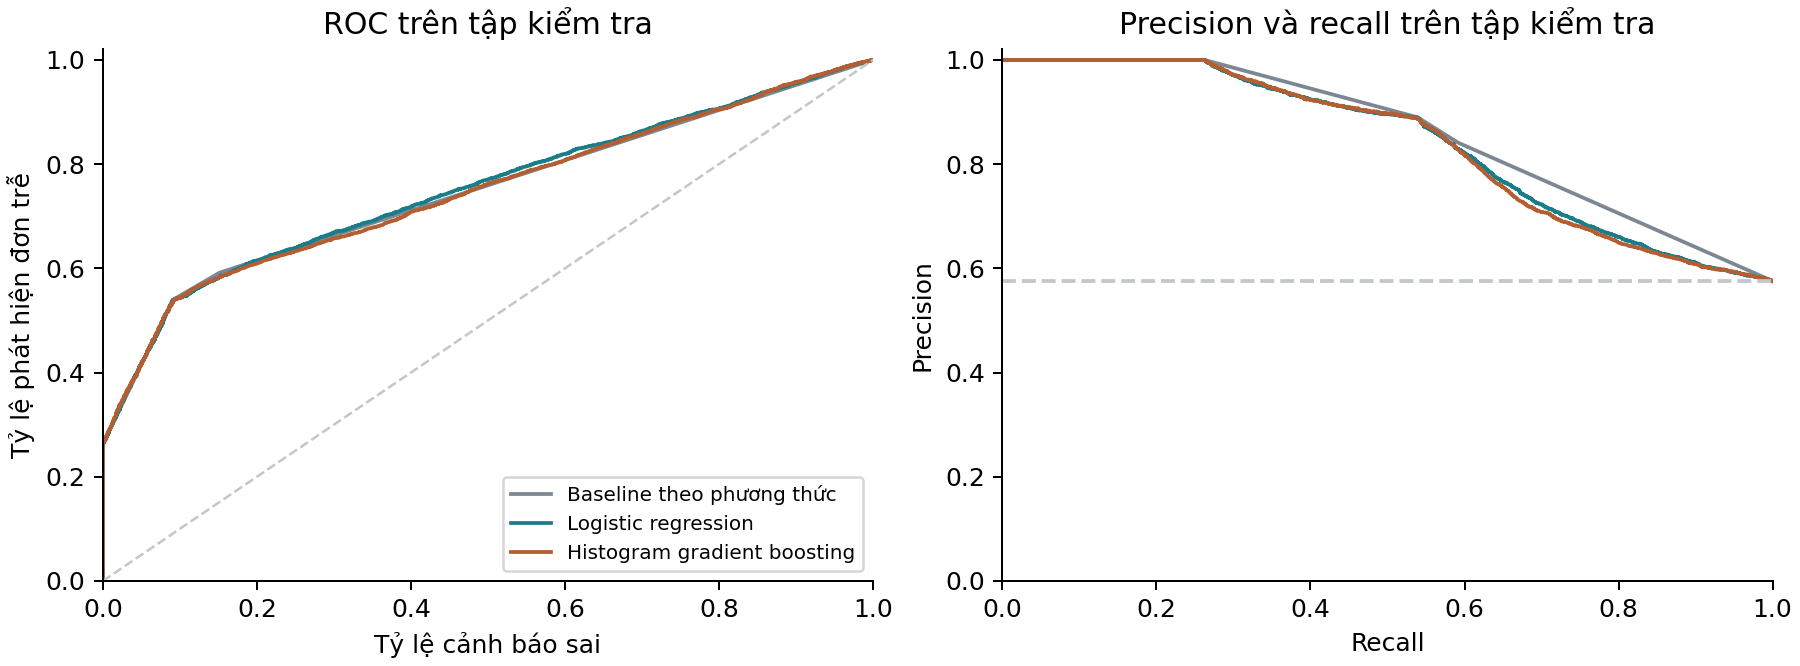 ROC trên tập kiểm tra
Tỷ lệ phát hiện đơn trễ
1.0
0.8
0.6
0.4
0.2
0.0
0.0 0.2 0.4 0.6 0.8 1.0
Tỷ lệ cảnh báo sai
Baseline theo phương thức
Logistic regression
Histogram gradient boosting
Precision và recall trên tập kiểm tra
Precision
1.0
0.8
0.6
0.4
0.2
0.0
0.0 0.2 0.4 0.6 0.8 1.0
Recall